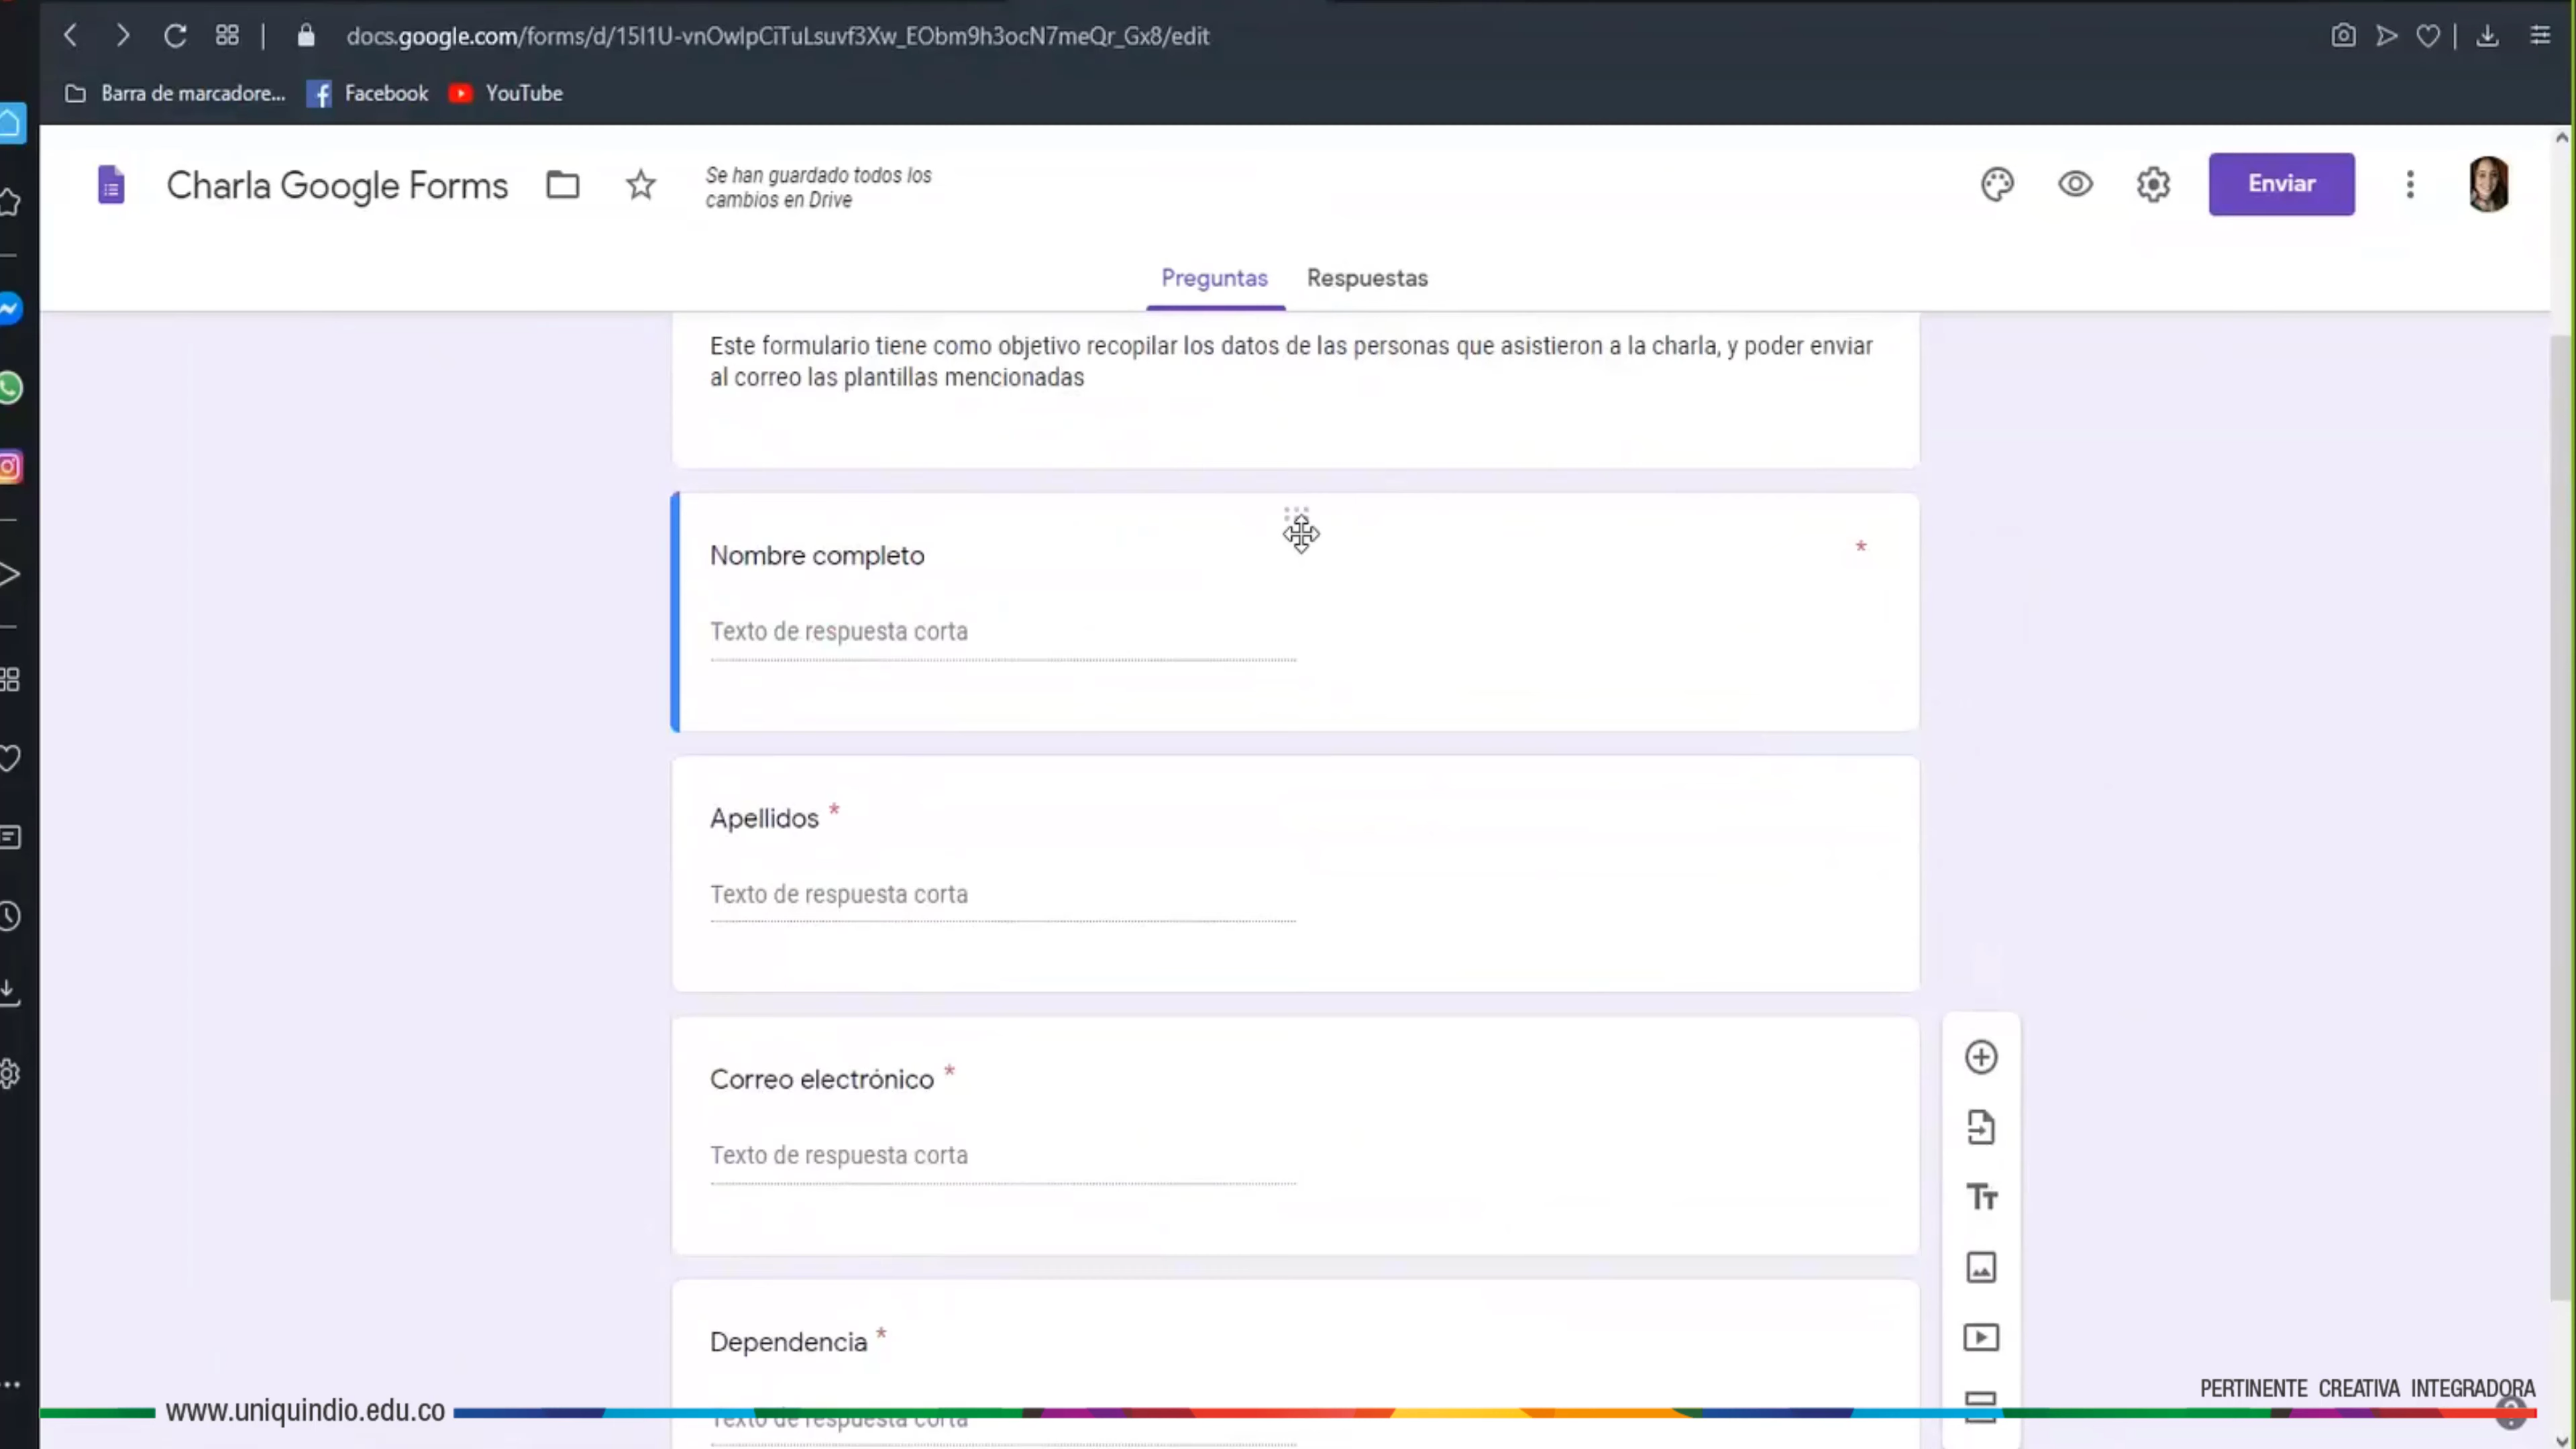 docs.google.com/forms/d/15I1U-vnOwlpCiTuLsuvf3Xw_EObm9h3ocN7meQr_Gx8/edit
Barra de marcadore... Facebook YouTube
Charla Google Forms
Se han guardado todos los
cambios en Drive
Enviar
Preguntas Respuestas
Este formulario tiene como objetivo recopilar los datos de las personas que asistieron a la charla, y poder enviar
al correo las plantillas mencionadas
Nombre completo *
Texto de respuesta corta
Apellidos *
Texto de respuesta corta
Correo electrónico *
Texto de respuesta corta
Tт
Dependencia *
PERTINENTE CREATIVA INTEGRADORA
www.uniquindio.edu.co
Texto de respuesta corta